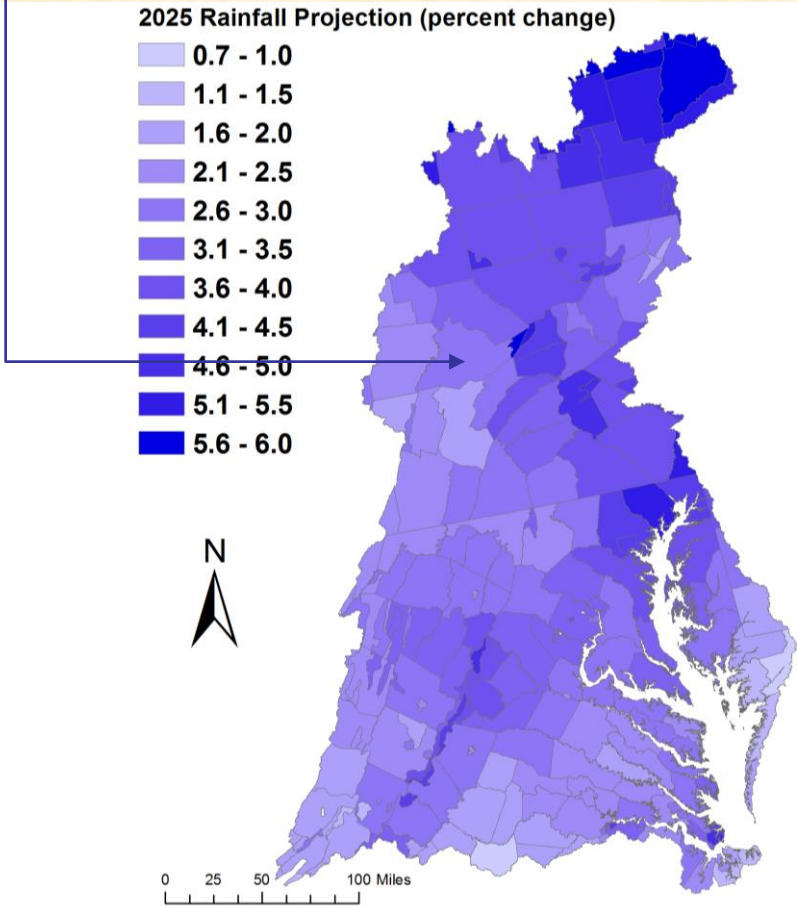 2025 Rainfall Projection (percent change)
0.7 - 1.0
1.1 - 1.5
1.6 - 2.0
2.1 - 2.5
2.6 - 3.0
3.1 - 3.5
3.6 - 4.0
4.1 - 4.5
4.6 - 5.0
5.1 - 5.5
5.6 - 6.0
N
0 25 50 100 Miles